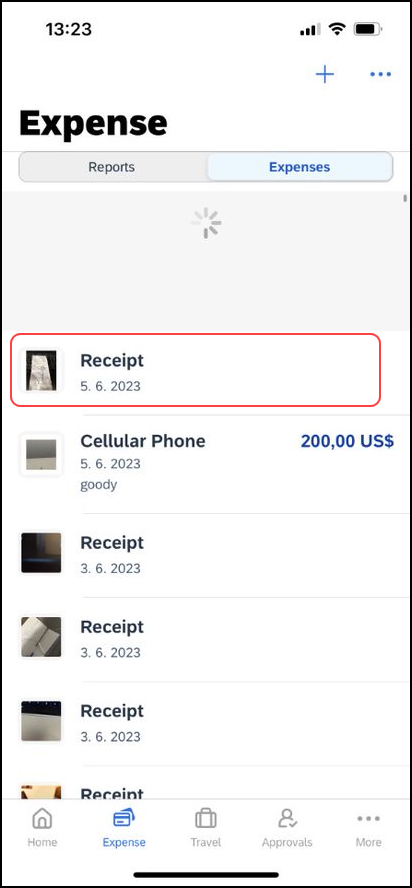 13:23
Expense
Reports
Expenses
Receipt
5. 6. 2023
Cellular Phone
200,00 US$
5. 6. 2023
goody
Receipt
3. 6. 2023
Receipt
3. 6. 2023
Receipt
3. 6. 2023
Receipt
Home
Expense
Travel
Approvals
More